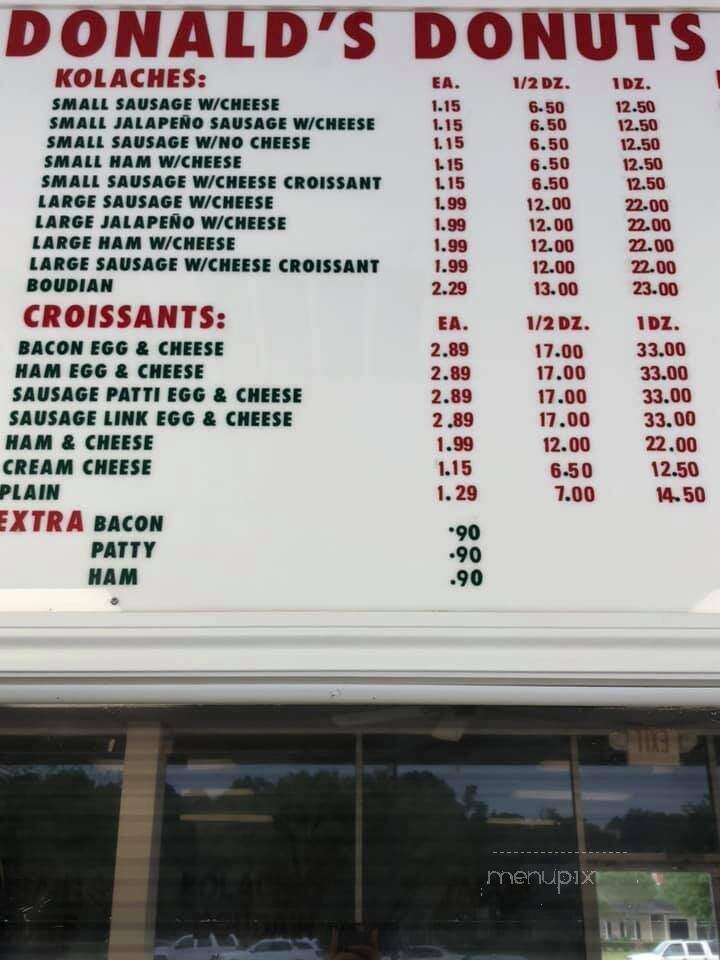 DONALD'S DONUTS
KOLACHES: EA. 1/2 DZ. 1 DZ.
SMALL SAUSAGE W/CHEESE 1.15 6.50 12.50
SMALL JALAPEÑO SAUSAGE W/CHEESE 1.15 6.50 12.50
SMALL SAUSAGE W/NO CHEESE 1.15 6.50 12.50
SMALL HAM W/CHEESE 1.15 6.50 12.50
SMALL SAUSAGE W/CHEESE CROISSANT 1.15 6.50 12.50
LARGE SAUSAGE W/CHEESE 1.99 12.00 22.00
LARGE JALAPEÑO W/CHEESE 1.99 12.00 22.00
LARGE HAM W/CHEESE 1.99 12.00 22.00
LARGE SAUSAGE W/CHEESE CROISSANT 1.99 12.00 22.00
BOUDIAN 2.29 13.00 23.00
CROISSANTS: EA. 1/2 DZ. 1 DZ.
BACON EGG & CHEESE 2.89 17.00 33.00
HAM EGG & CHEESE 2.89 17.00 33.00
SAUSAGE PATTI EGG & CHEESE 2.89 17.00 33.00
SAUSAGE LINK EGG & CHEESE 2.89 17.00 33.00
HAM & CHEESE 1.99 12.00 22.00
CREAM CHEESE 1.15 6.50 12.50
PLAIN 1.29 7.00 14.50
EXTRA BACON .90
PATTY .90
HAM .90
EXIT
menupix